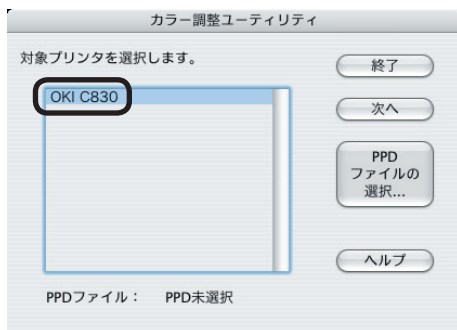 カラー調整ユーティリティ
対象プリンタを選択します。
OKI C830
終了
次へ
PPD
ファイルの
選択...
ヘルプ
PPDファイル： PPD未選択